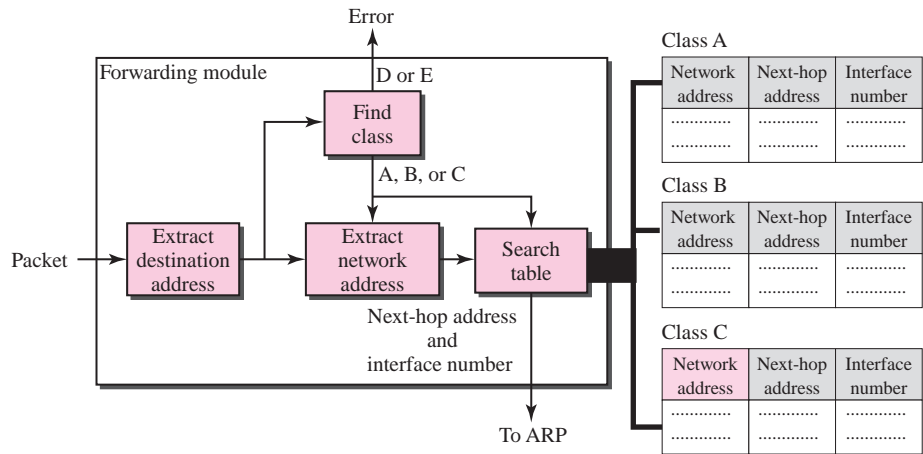 Error
Forwarding module
D or E
Find
class
A, B, or C
Packet
Extract
destination
address
Extract
network
address
Search
table
Next-hop address
and
interface number
To ARP
Class A
Network
address
Next-hop
address
Interface
number
............... ............... ...............
............... ............... ...............
Class B
Network
address
Next-hop
address
Interface
number
............... ............... ...............
............... ............... ...............
Class C
Network
address
Next-hop
address
Interface
number
............... ............... ...............
............... ............... ...............